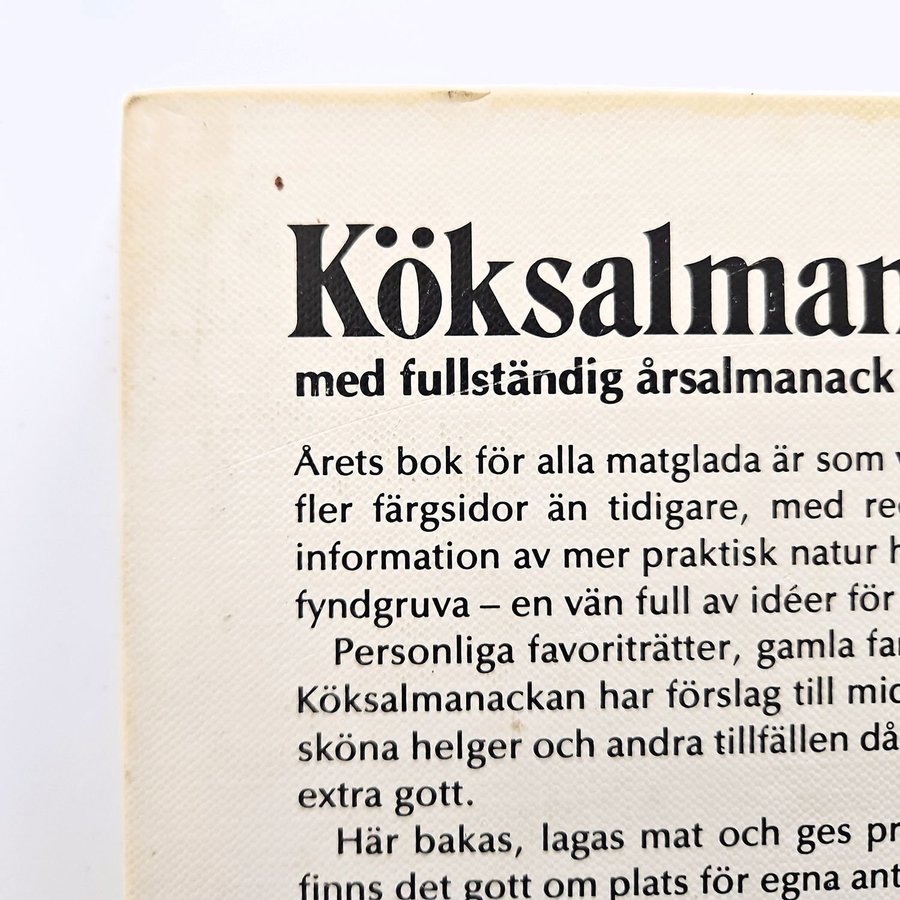 Köksalman
med fullständig årsalmanack
Årets bok för alla matglada är som
fler färgsidor än tidigare, med
information av mer praktisk natur
fyndgruva – en vän full av idéer för
Personliga favoriträtter, gamla
Köksalmanackan har förslag till
sköna helger och andra tillfällen då
extra gott.
Här bakas, lagas mat och ges
finns det gott om plats för egna